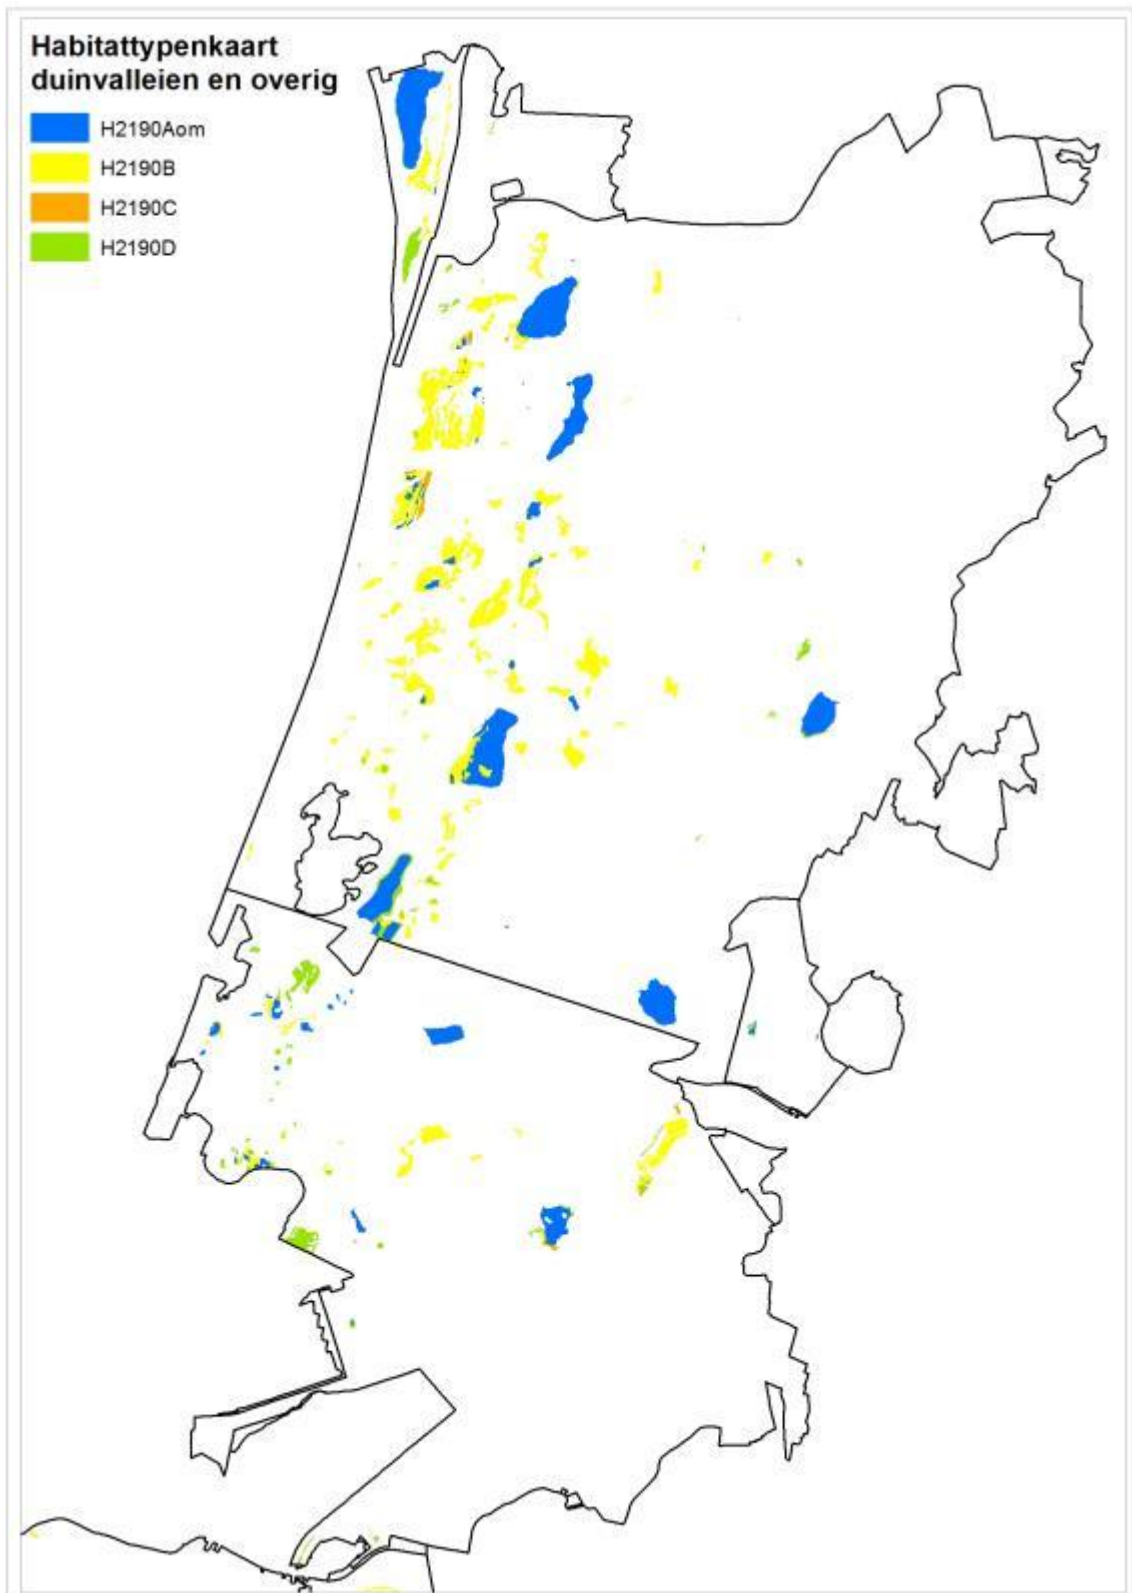 Habitattypenkaart
duinvalleien en overig
H2190Aom
H2190B
H2190C
H2190D